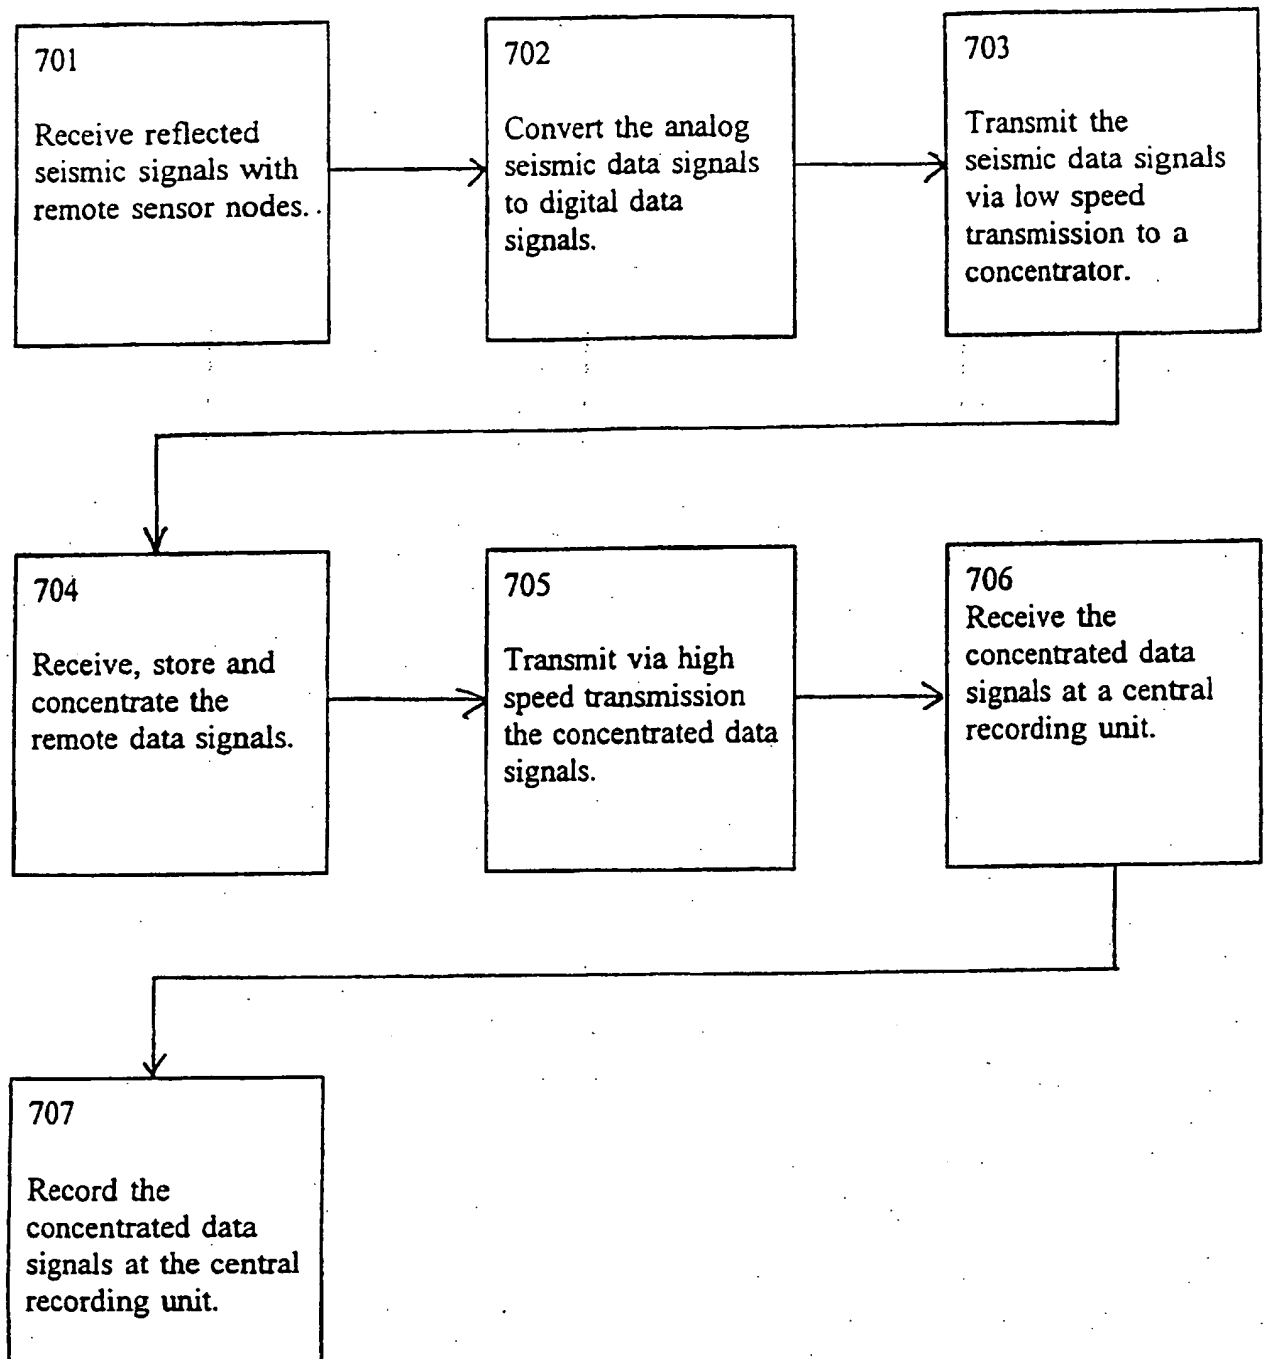 701
Receive reflected
seismic signals with
remote sensor nodes.
702
Convert the analog
seismic data signals
to digital data
signals.
703
Transmit the
seismic data signals
via low speed
transmission to a
concentrator.
704
Receive, store and
concentrate the
remote data signals.
705
Transmit via high
speed transmission
the concentrated data
signals.
706
Receive the
concentrated data
signals at a central
recording unit.
707
Record the
concentrated data
signals at the central
recording unit.